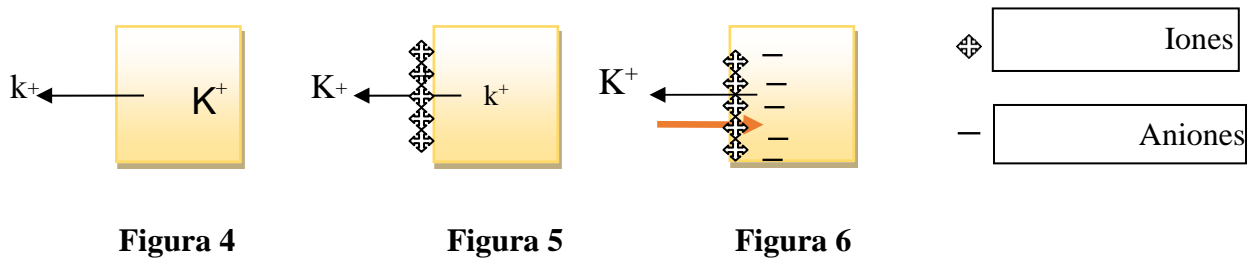 k+ K+
K+ k+
K+
Iones
– Aniones
Figura 4 Figura 5 Figura 6